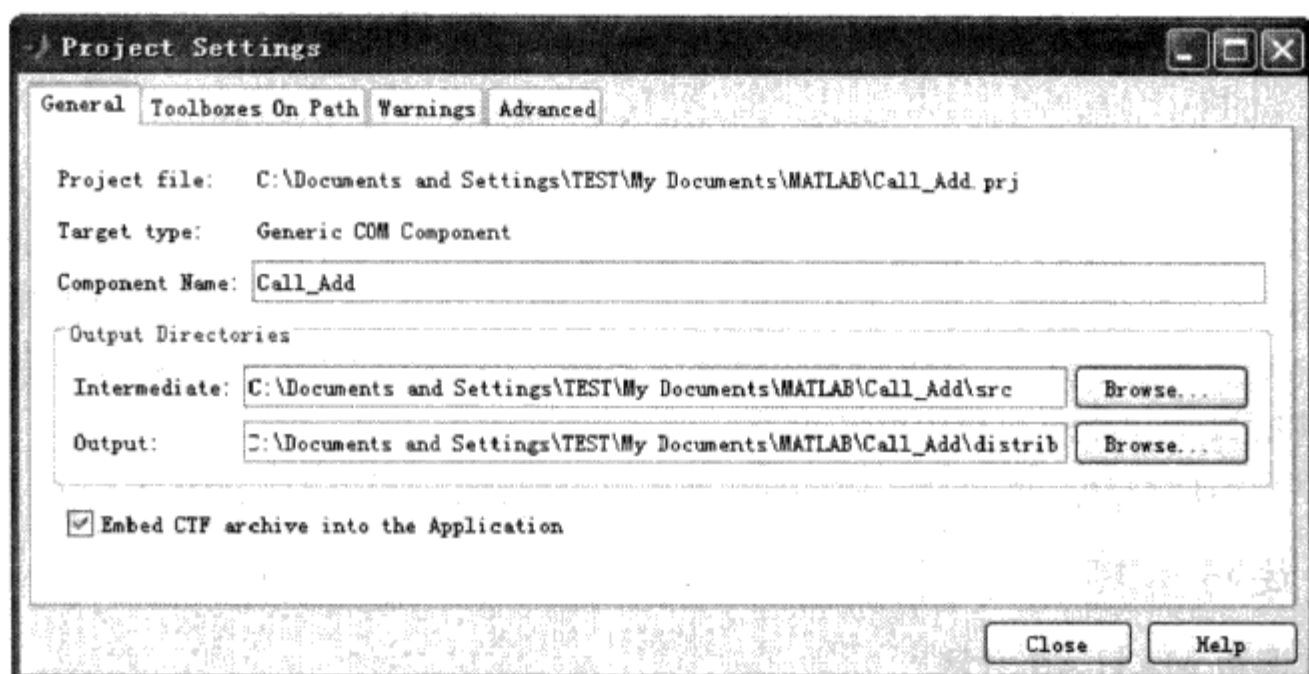 Project Settings
General Toolboxes On Path Warnings Advanced
Project file: C:\Documents and Settings\TEST\My Documents\MATLAB\Call_Add.prj
Target type: Generic COM Component
Component Name: Call_Add
Output Directories
Intermediate: C:\Documents and Settings\TEST\My Documents\MATLAB\Call_Add\src Browse...
Output: C:\Documents and Settings\TEST\My Documents\MATLAB\Call_Add\distrib Browse...
Embed CTF archive into the Application
Close Help